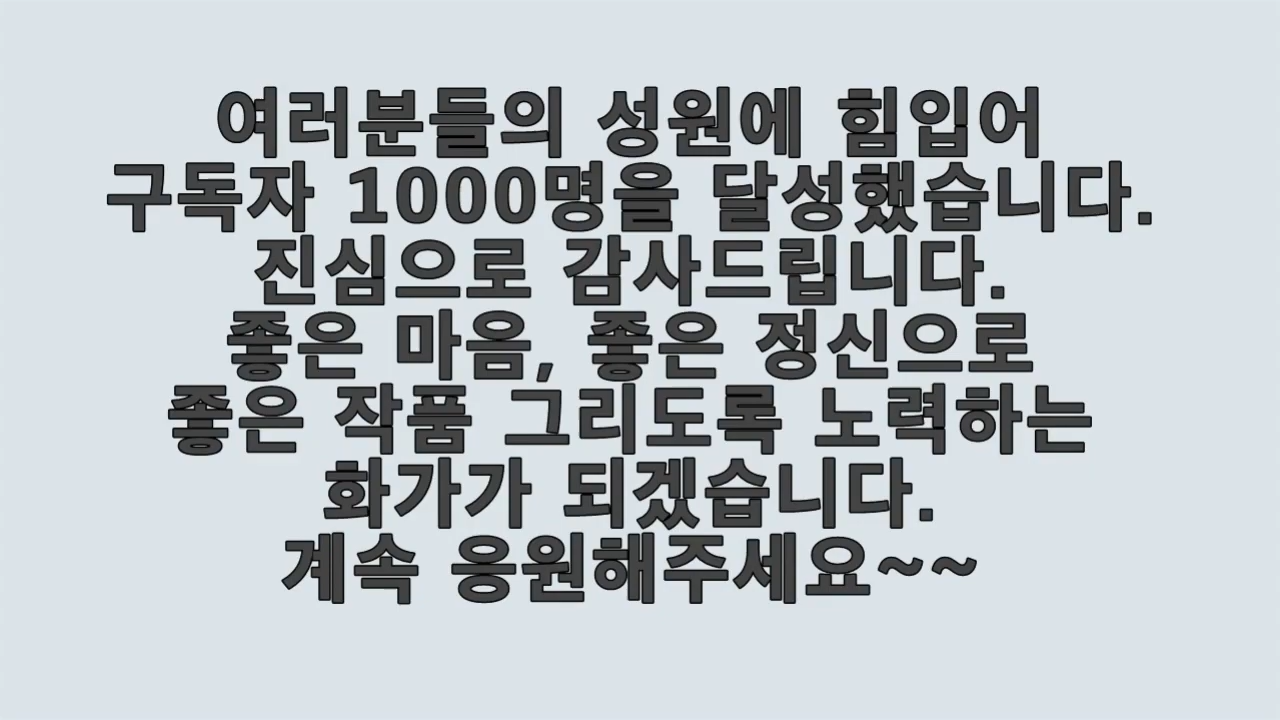 여러분들의 성원에 힘입어
구독자 1000명을 달성했습니다.
진심으로 감사드립니다.
좋은 마음, 좋은 정신으로
좋은 작품 그리도록 노력하는
화가가 되겠습니다.
계속 응원해주세요~~